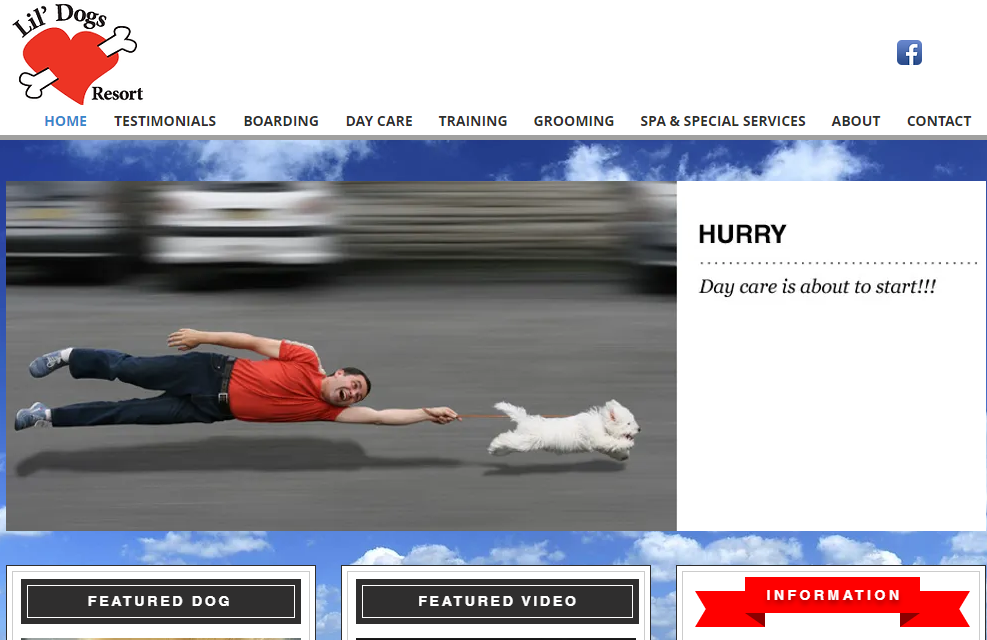 Lil' Dogs
Resort
HOME TESTIMONIALS BOARDING DAY CARE TRAINING GROOMING SPA & SPECIAL SERVICES ABOUT CONTACT
HURRY
Day care is about to start!!!
FEATURED DOG
FEATURED VIDEO
INFORMATION